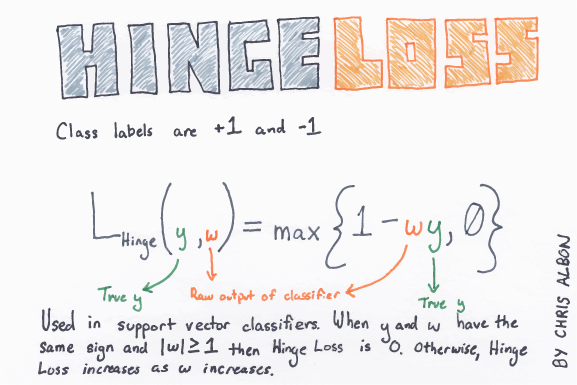 HINGE LOSS
Class labels are +1 and -1
L Hinge (y, w) = max {1 - wy, 0}
True y
Raw output of classifier
True y
Used in support vector classifiers. When y and w have the
same sign and |w| ≥ 1 then Hinge Loss is 0. Otherwise, Hinge
Loss increases as w increases.
BY CHRIS ALBON